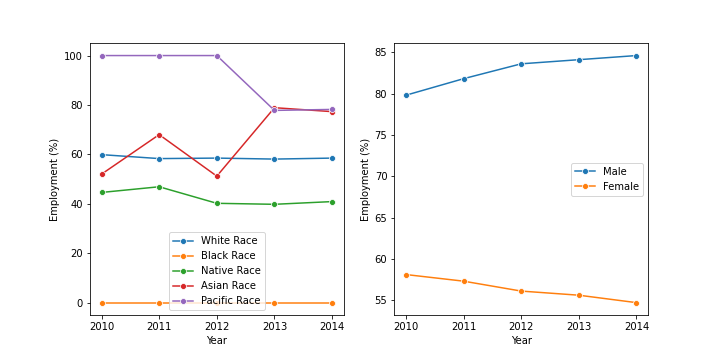 100
80
60
40
20
0
Employment (%)
White Race
Black Race
Native Race
Asian Race
Pacific Race
2010 2011 2012 2013 2014
Year
85
80
75
70
65
60
55
Employment (%)
Male
Female
2010 2011 2012 2013 2014
Year